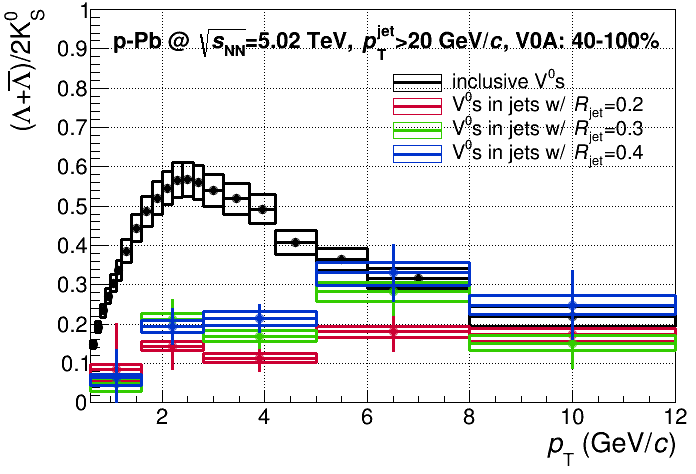 p-Pb @ √s_NN=5.02 TeV, p_T^jet>20 GeV/c, V0A: 40-100%
inclusive V⁰s
V⁰s in jets w/ R_jet=0.2
V⁰s in jets w/ R_jet=0.3
V⁰s in jets w/ R_jet=0.4
(Λ+Λ̅)/2K⁰_S
1
0.9
0.8
0.7
0.6
0.5
0.4
0.3
0.2
0.1
0
2 4 6 8 10 12
p_T (GeV/c)